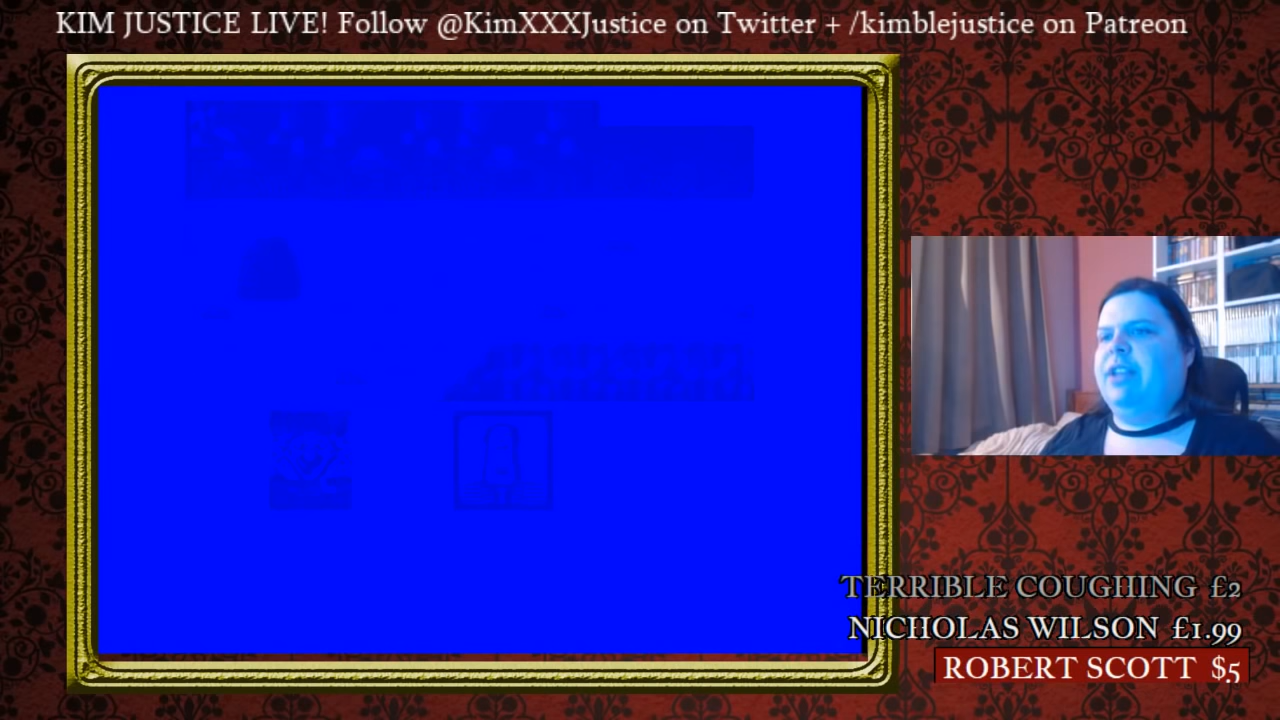 KIM JUSTICE LIVE! Follow @KimXXXJustice on Twitter + /kimblejustice on Patreon
TERRIBLE COUGHING £2
NICHOLAS WILSON £1.99
ROBERT SCOTT $5